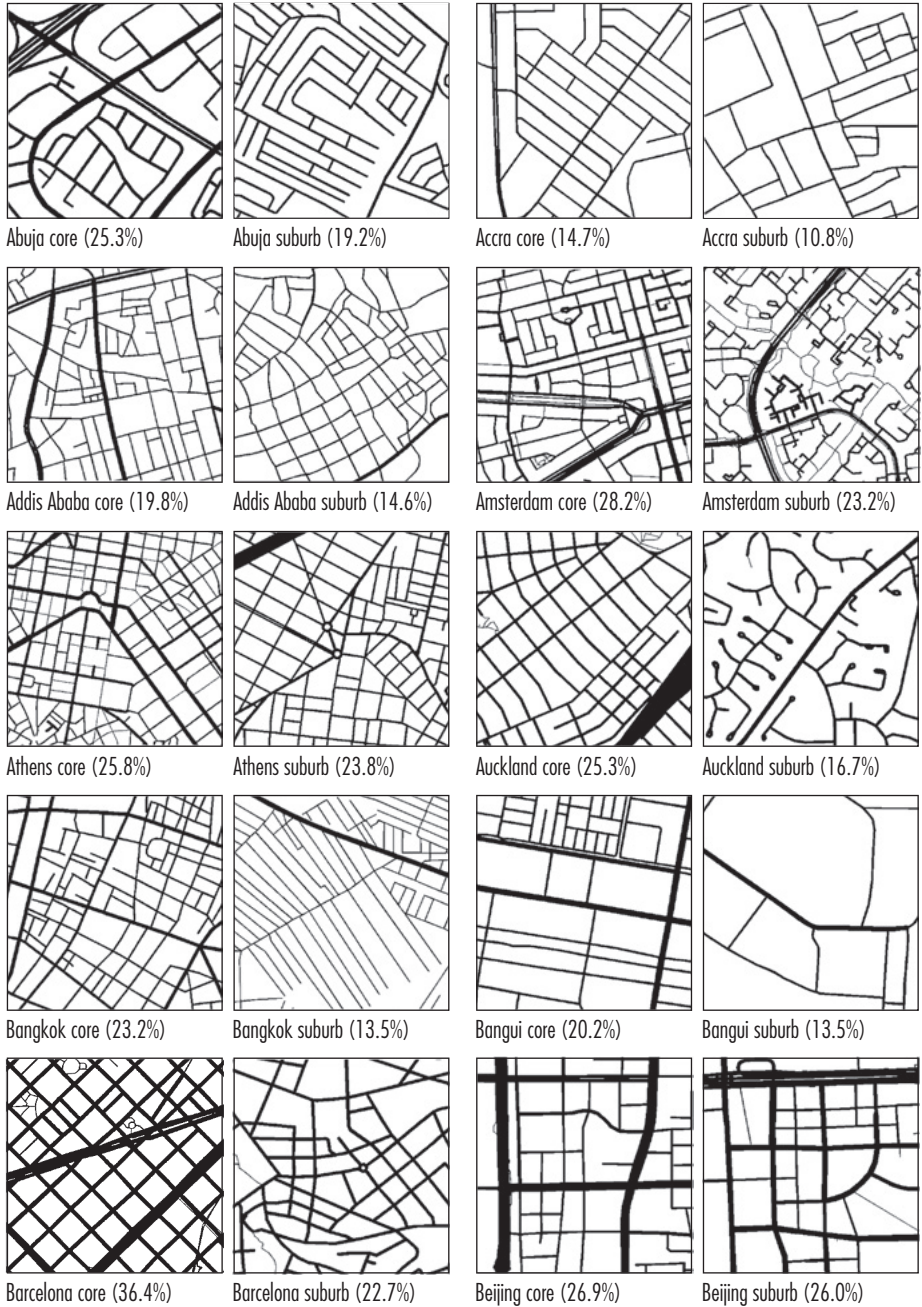 Abuja core (25.3%)
Abuja suburb (19.2%)
Accra core (14.7%)
Accra suburb (10.8%)
Addis Ababa core (19.8%)
Addis Ababa suburb (14.6%)
Amsterdam core (28.2%)
Amsterdam suburb (23.2%)
Athens core (25.8%)
Athens suburb (23.8%)
Auckland core (25.3%)
Auckland suburb (16.7%)
Bangkok core (23.2%)
Bangkok suburb (13.5%)
Bangui core (20.2%)
Bangui suburb (13.5%)
Barcelona core (36.4%)
Barcelona suburb (22.7%)
Beijing core (26.9%)
Beijing suburb (26.0%)